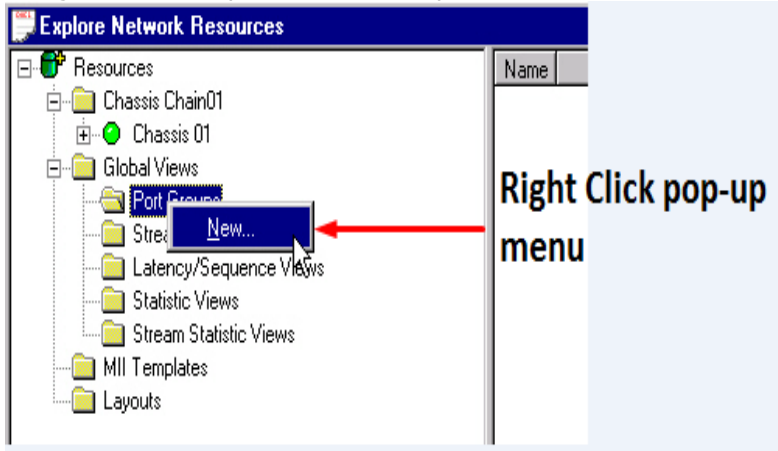 Explore Network Resources
Resources
Name
Chassis Chain01
Chassis 01
Global Views
Port Groups
New...
Latency/Sequence Views
Statistic Views
Stream Statistic Views
MII Templates
Layouts
Right Click pop-up
menu